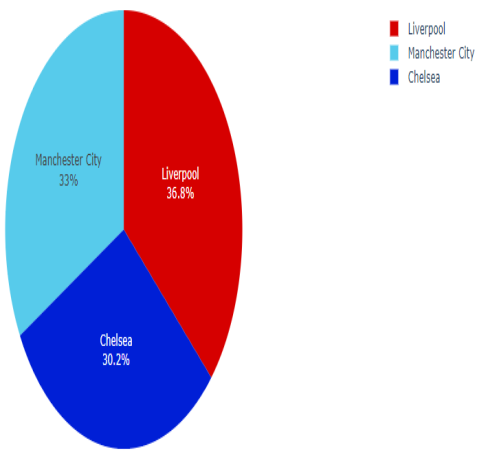 Liverpool
Manchester City
Chelsea
Manchester City
33%
Liverpool
36.8%
Chelsea
30.2%